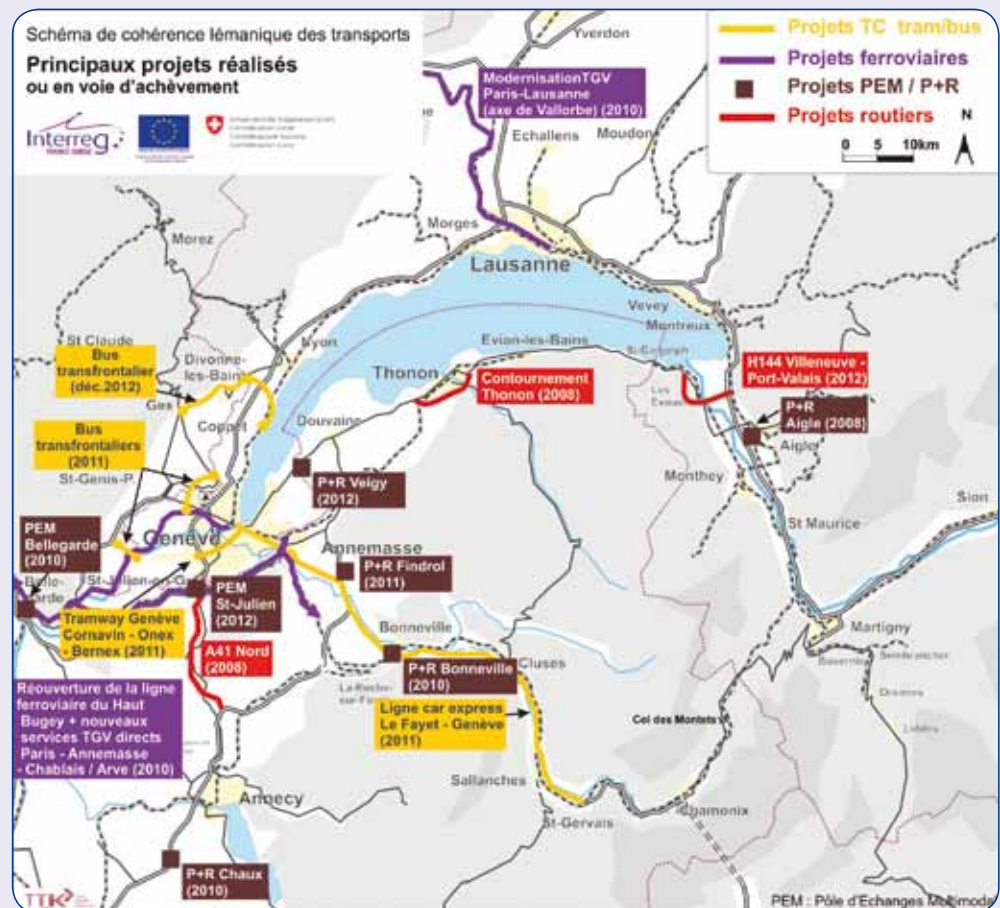 Schéma de cohérence lémanique des transports
Principaux projets réalisés
ou en voie d'achèvement
Interreg
Projets TC tram/bus
Projets ferroviaires
Projets PEM / P+R
Projets routiers
N
0 5 10km
Yverdon
ModernisationTGV
Paris-Lausanne
(axe de Vallorbe) (2010)
Echallens
Moudon
Morges
Morez
Lausanne
Vevey
Montreux
St Claude
Nyon
Evian-les-Bains
Bus
transfrontalier
(déc.2012)
Divonne-
les-Bains
Thonon
Contournement
Thonon (2008)
H144 Villeneuve -
Port-Valais (2012)
P+R
Aigle (2008)
Gex
Coppet
Douvaine
Aigle
Bus
transfrontaliers
(2011)
St-Genis-P.
P+R Veigy
(2012)
Monthey
Sion
PEM
Bellegarde
(2010)
Genève
Annemasse
St Maurice
P+R Findrol
(2011)
Belle-
garde
PEM
St-Julien
(2012)
Tramway Genève
Cornavin - Onex
- Bernex (2011)
Bonneville
Martigny
A41 Nord
(2008)
P+R Bonneville
(2010)
Cluses
Réouverture de la ligne
ferroviaire du Haut
Bugey + nouveaux
services TGV directs
Paris - Annemasse
- Chablais / Arve (2010)
Ligne car express
Le Fayet - Genève
(2011)
Col des Montets
Sallanches
Annecy
Chamonix
St-Gervais
P+R Chaux
(2010)
TTK
PEM : Pôle d'Echanges Multimodal